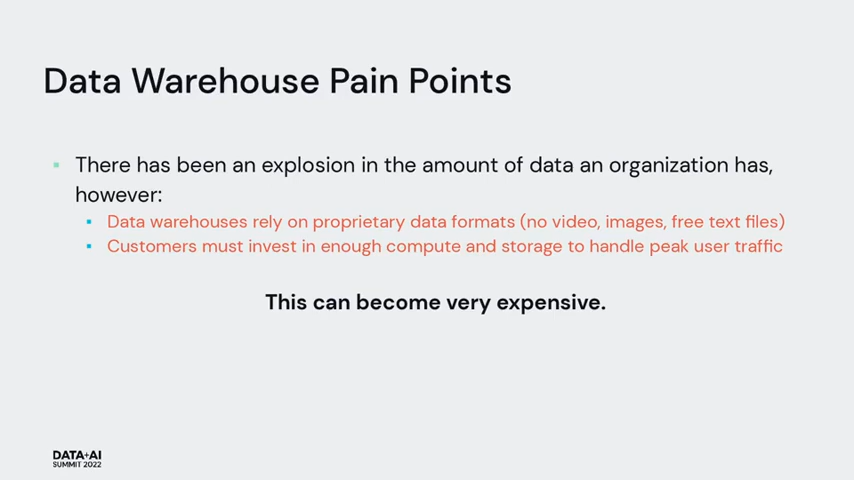 Data Warehouse Pain Points
There has been an explosion in the amount of data an organization has,
however:
Data warehouses rely on proprietary data formats (no video, images, free text files)
Customers must invest in enough compute and storage to handle peak user traffic
This can become very expensive.
DATA+AI
SUMMIT 2022